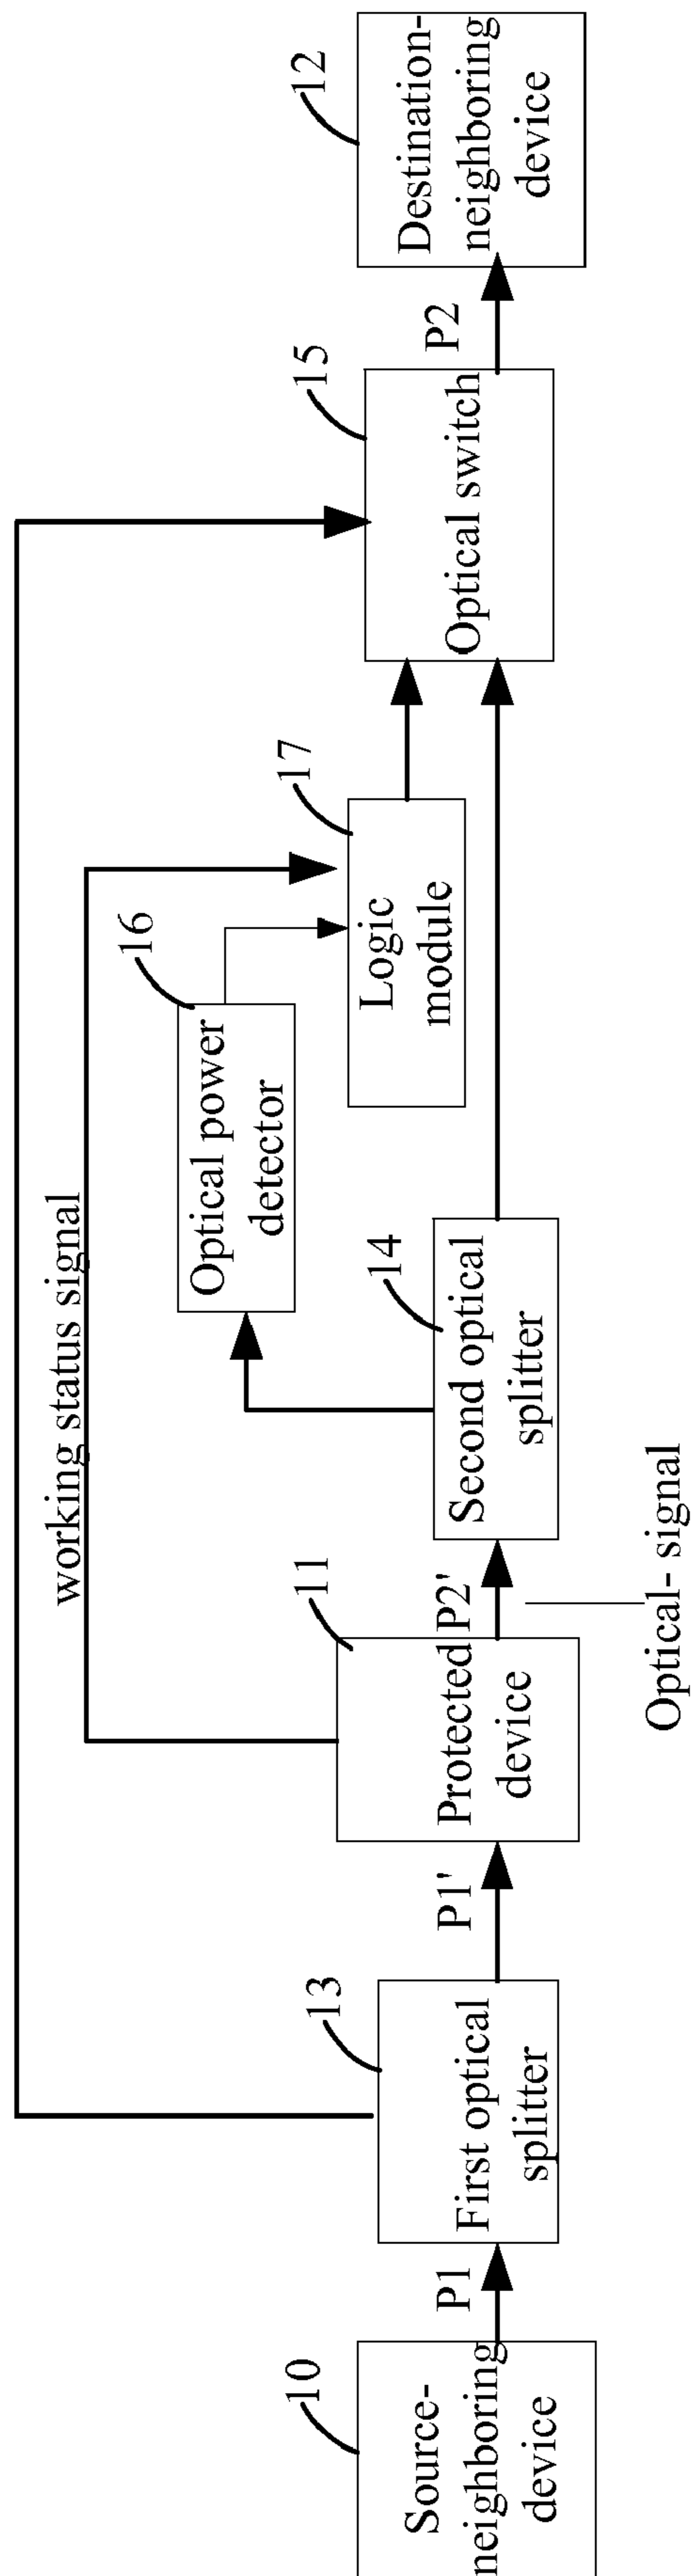 10
Source-
neighboring
device
P1
13
First optical
splitter
P1'
11
Protected
device
P2'
Optical- signal
working status signal
14
Second optical
splitter
16
Optical power
detector
17
Logic
module
15
Optical switch
P2
12
Destination-
neighboring
device